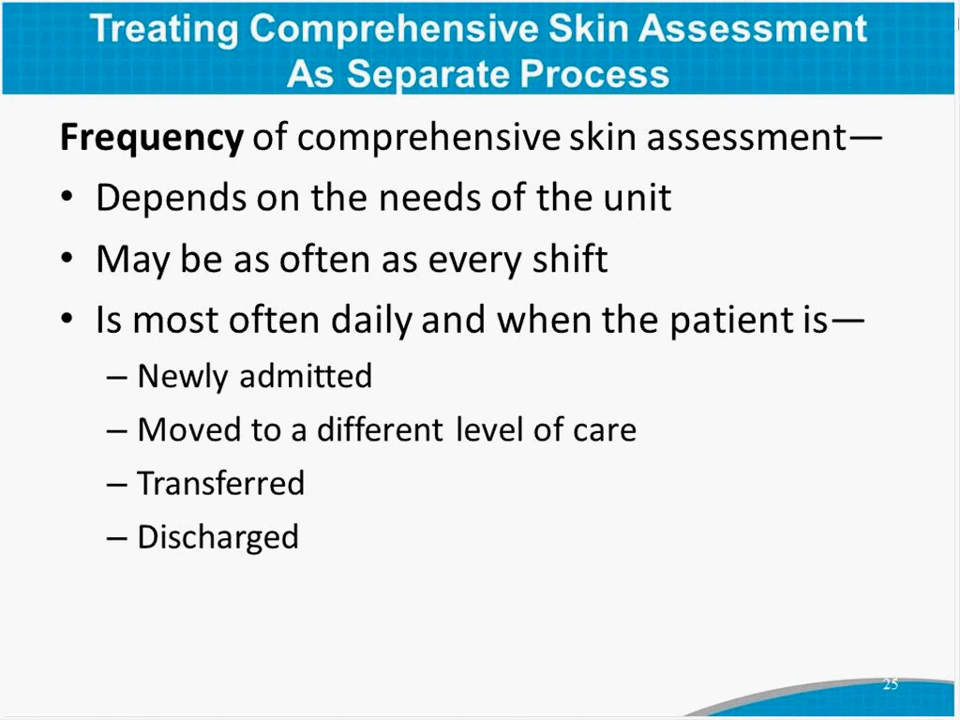 Treating Comprehensive Skin Assessment
As Separate Process
Frequency of comprehensive skin assessment—
• Depends on the needs of the unit
• May be as often as every shift
• Is most often daily and when the patient is—
– Newly admitted
– Moved to a different level of care
– Transferred
– Discharged
25